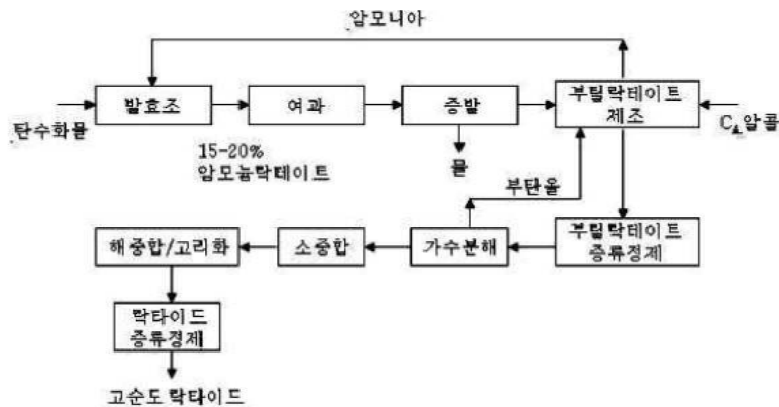 암모니아
발효조
여과
증발
부틸락테이트
제조
탄수화물
C₄ 알콜
15-20%
암모늄락테이트
물
부탄올
해중합/고리화
소중합
가수분해
부틸락테이트
증류정제
락타이드
증류정제
고순도 락타이드